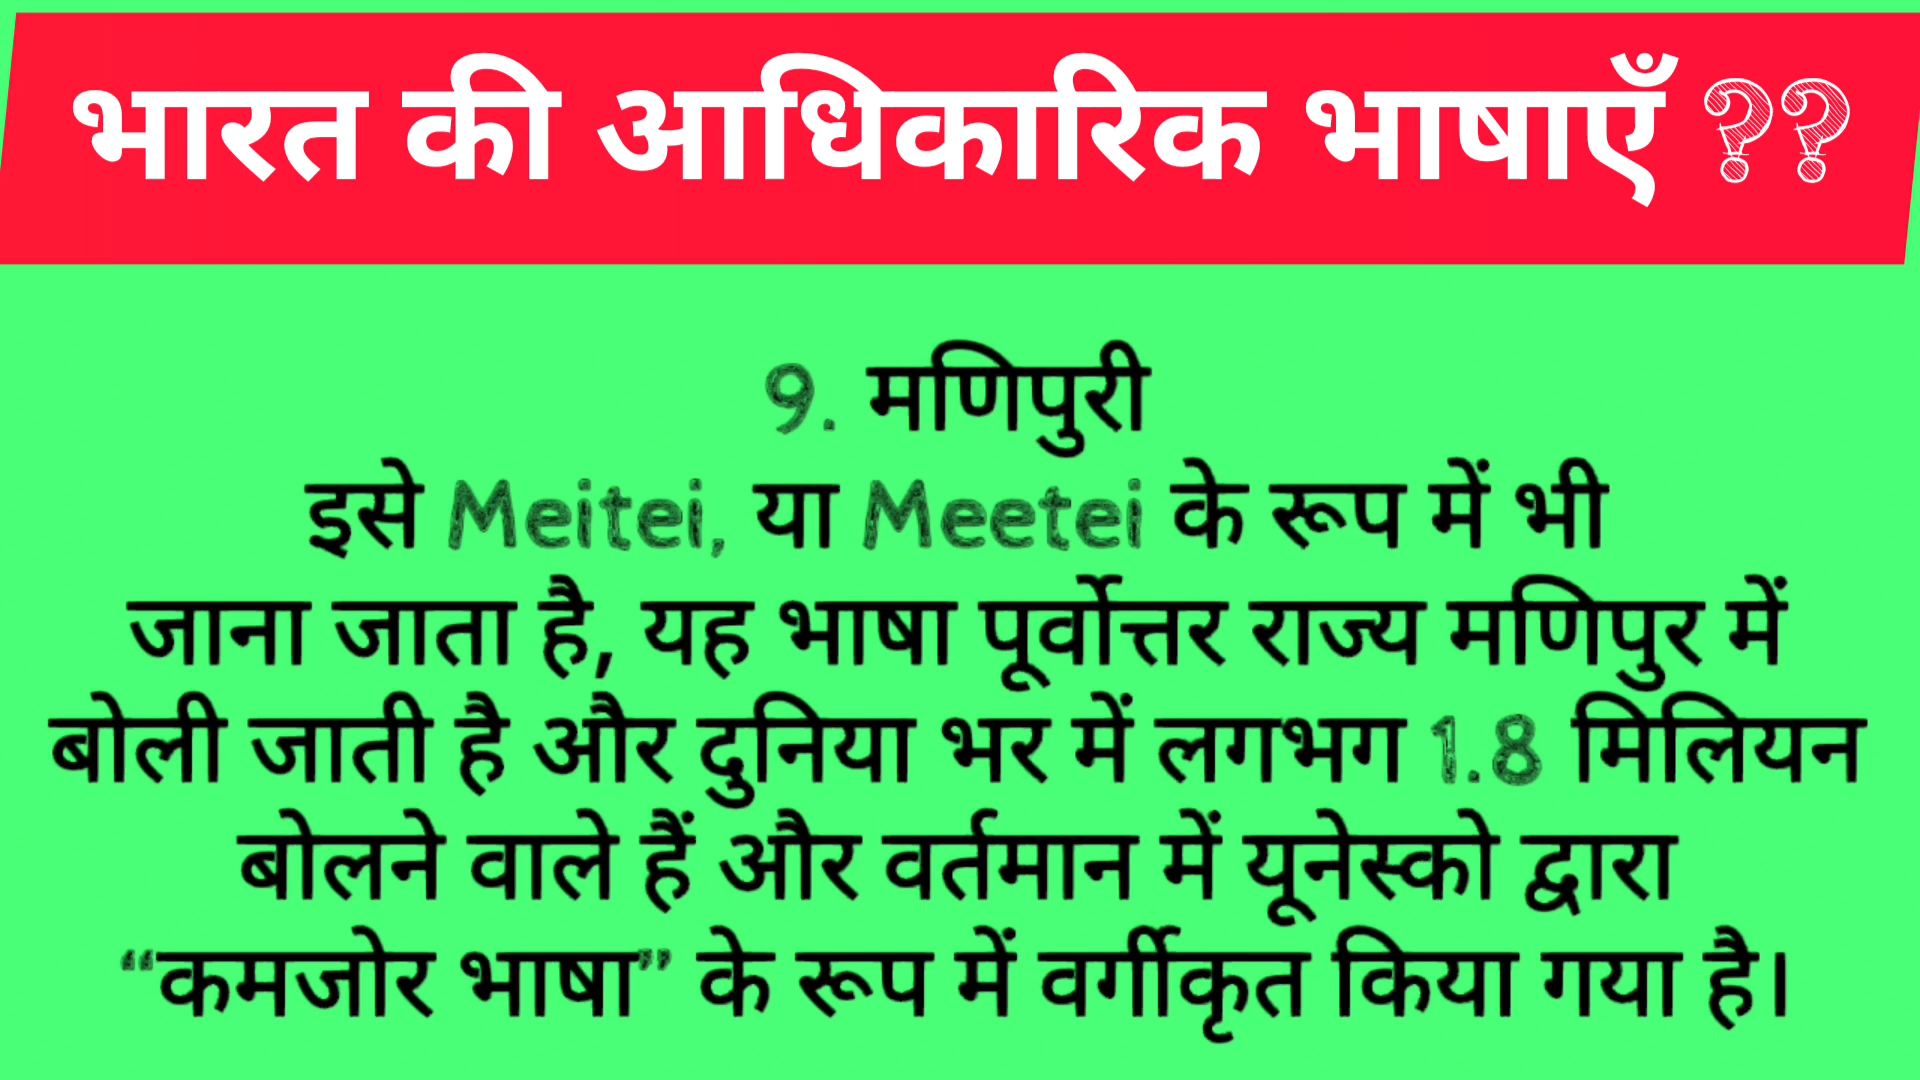 भारत की आधिकारिक भाषाएँ ??
9. मणिपुरी
इसे Meitei, या Meetei के रूप में भी
जाना जाता है, यह भाषा पूर्वोत्तर राज्य मणिपुर में
बोली जाती है और दुनिया भर में लगभग 1.8 मिलियन
बोलने वाले हैं और वर्तमान में यूनेस्को द्वारा
“कमजोर भाषा” के रूप में वर्गीकृत किया गया है।